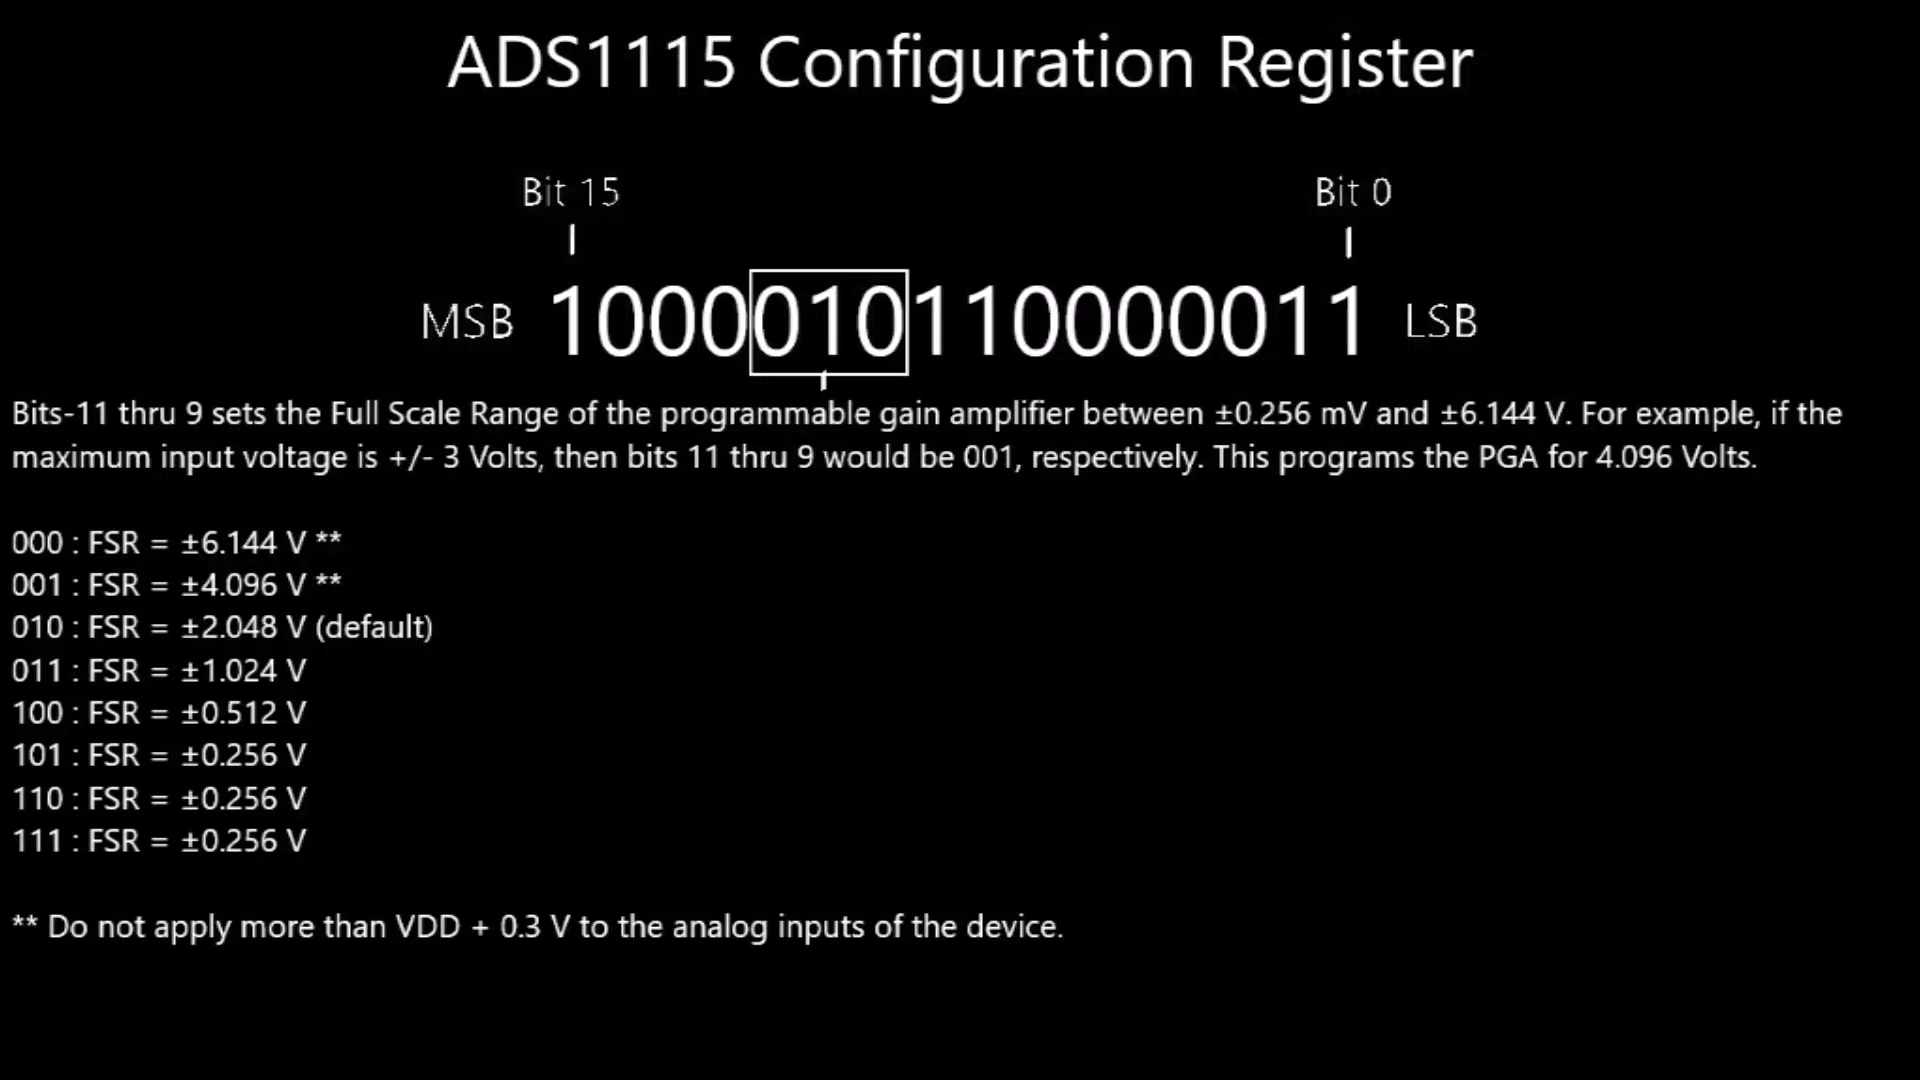 ADS1115 Configuration Register
Bit 15 Bit 0
MSB 1000010110000011 LSB
Bits-11 thru 9 sets the Full Scale Range of the programmable gain amplifier between ±0.256 mV and ±6.144 V. For example, if the
maximum input voltage is +/- 3 Volts, then bits 11 thru 9 would be 001, respectively. This programs the PGA for 4.096 Volts.
000 : FSR = ±6.144 V **
001 : FSR = ±4.096 V **
010 : FSR = ±2.048 V (default)
011 : FSR = ±1.024 V
100 : FSR = ±0.512 V
101 : FSR = ±0.256 V
110 : FSR = ±0.256 V
111 : FSR = ±0.256 V
** Do not apply more than VDD + 0.3 V to the analog inputs of the device.